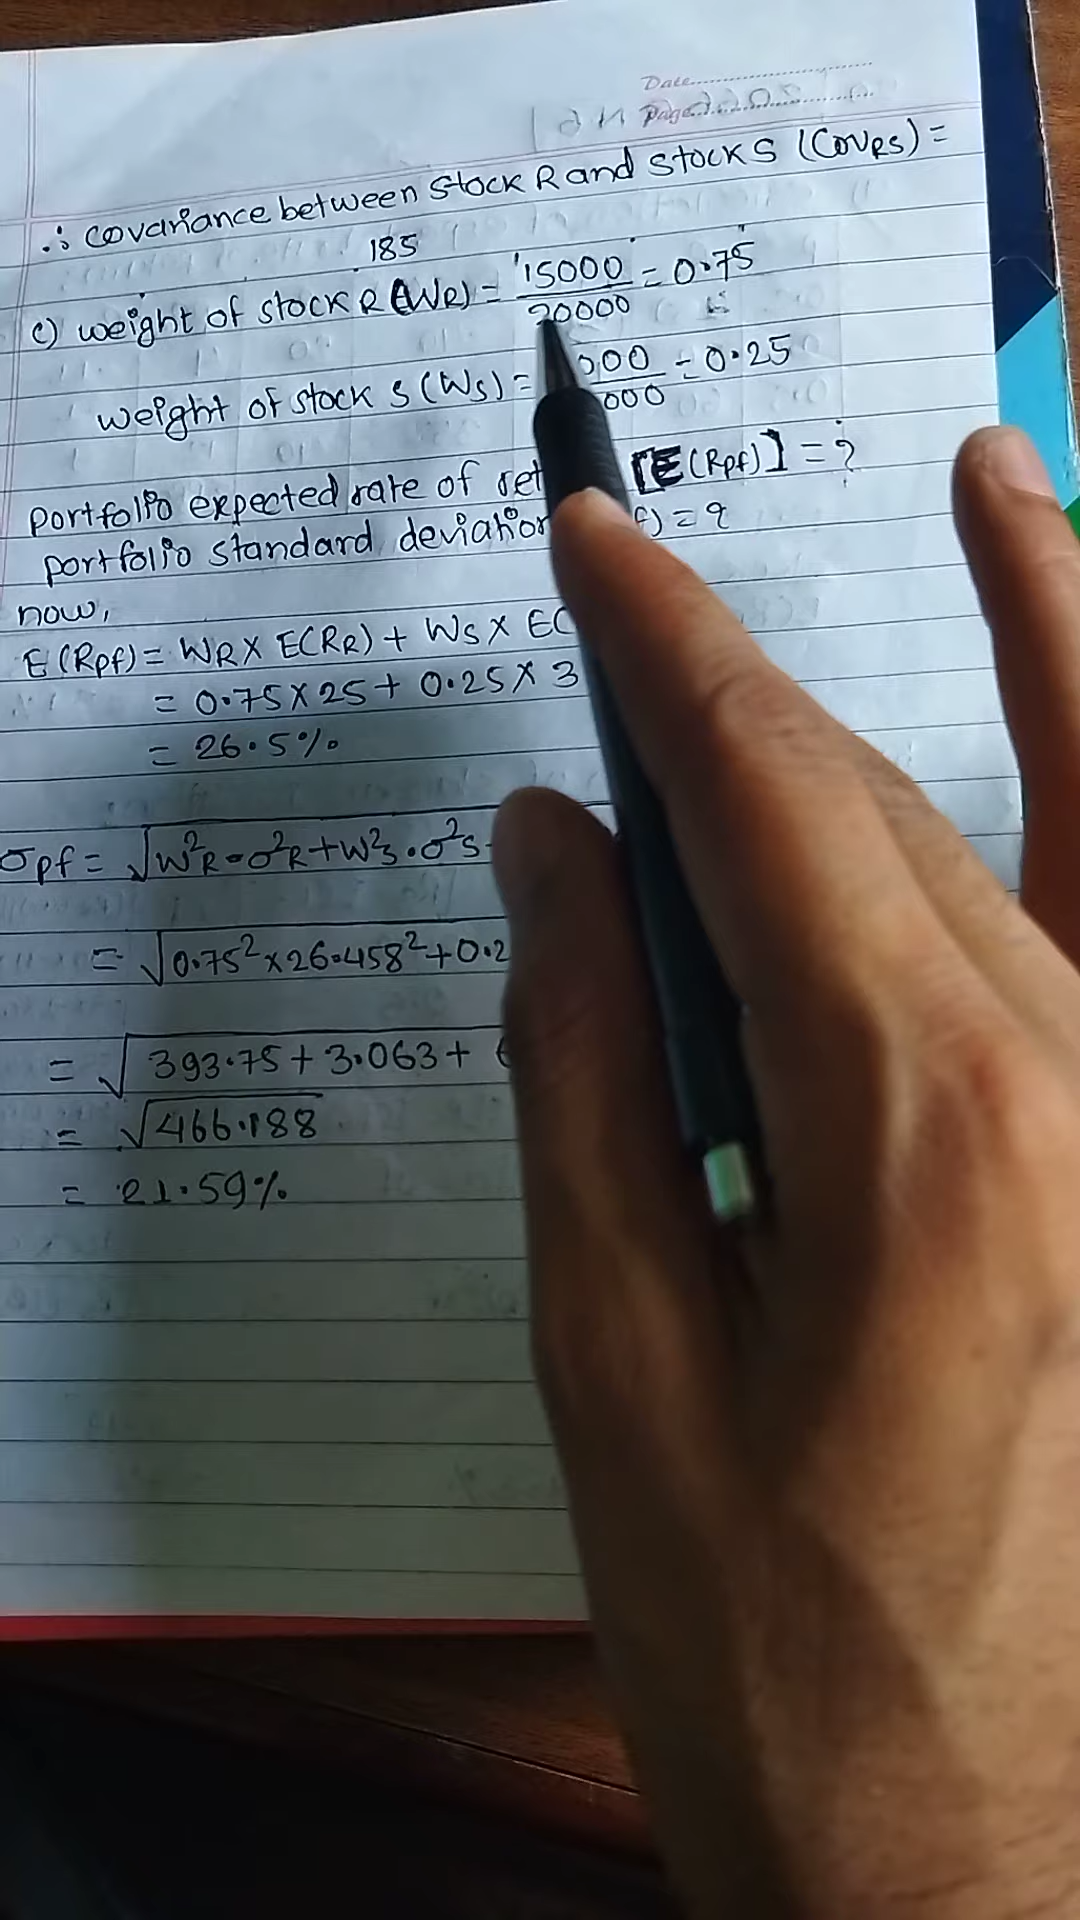 Date
Page
∴ Covariance between Stock R and Stock S (CovRS) =
185
c) weight of stock R (WR) = 15000/20000 = 0.75
weight of stock S (WS) = 000/000 = 0.25
portfolio expected rate of ret [E(Rpf)] = ?
portfolio standard deviation f) = ?
now,
E(Rpf) = WR X E(RR) + WS X E(
= 0.75 X 25 + 0.25 X 3
= 26.5%
σpf = √W²R.σ²R + W²S.σ²S
= √0.75² x 26.458² + 0.2
= √393.75 + 3.063 +
= √466.188
= 21.59%